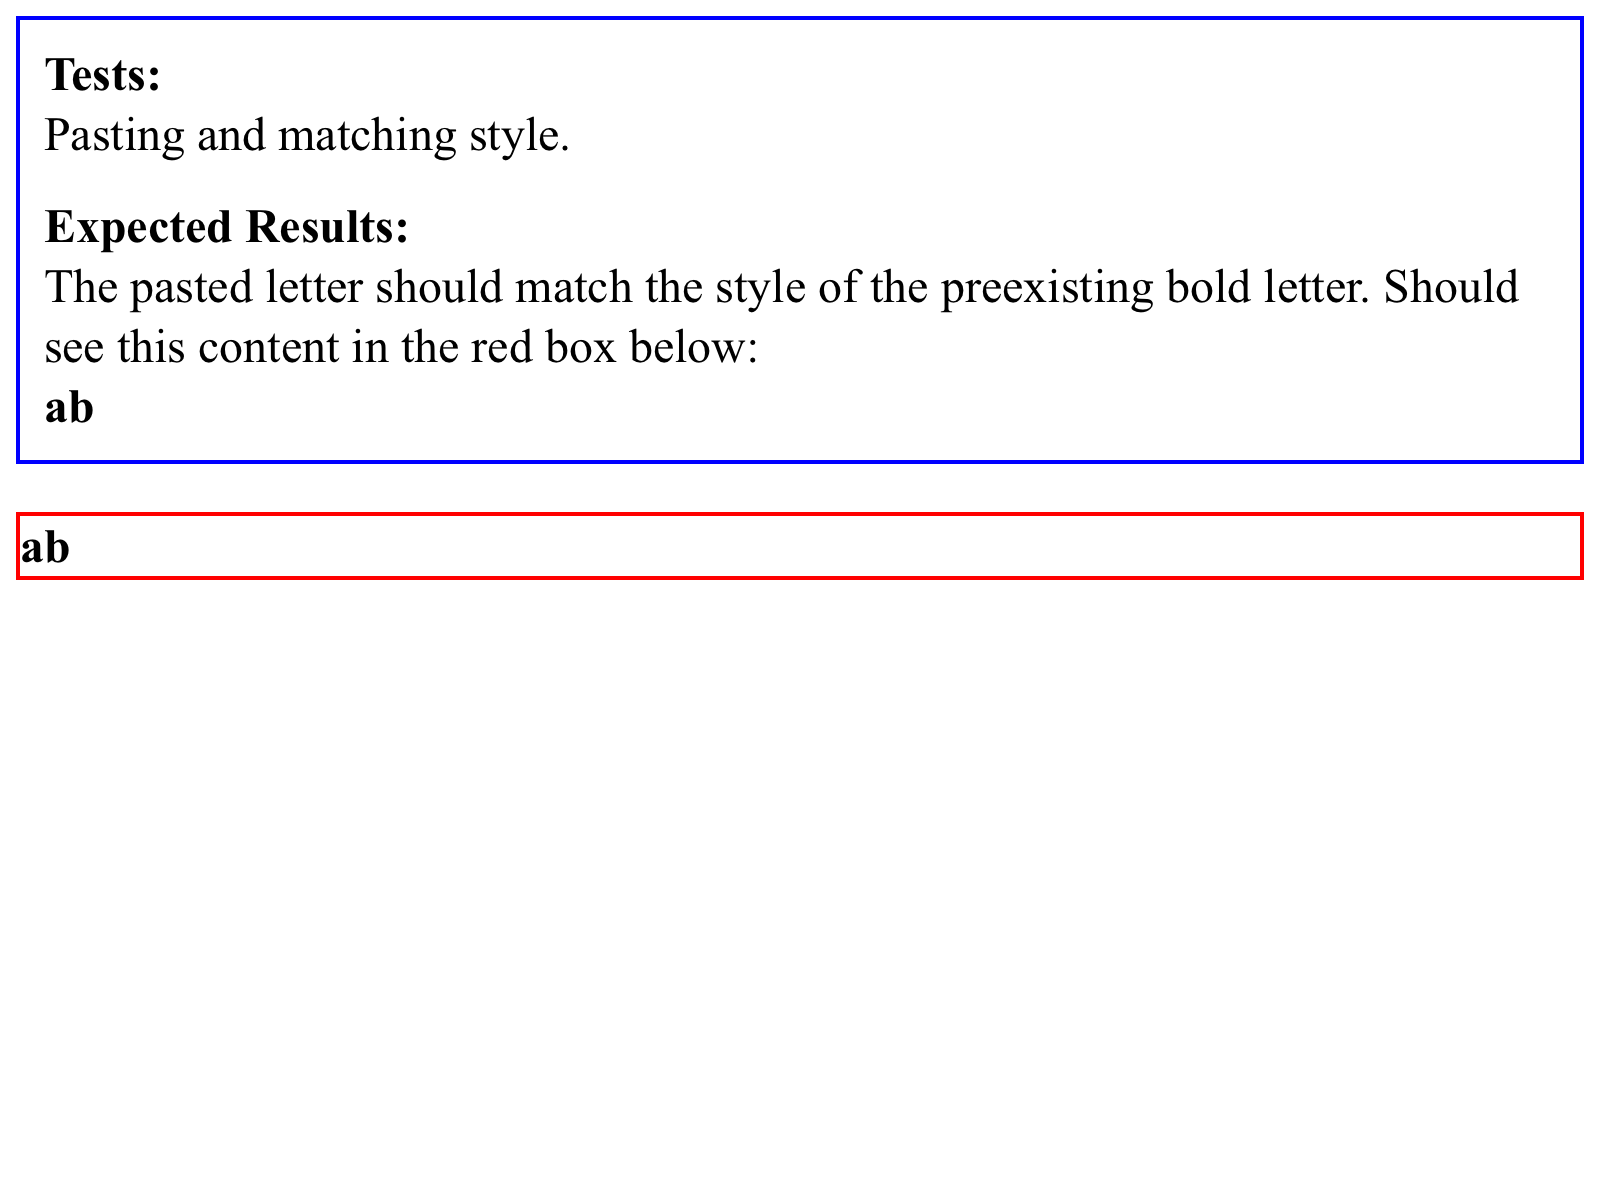 Tests:
Pasting and matching style.
Expected Results:
The pasted letter should match the style of the preexisting bold letter. Should
see this content in the red box below:
ab
ab